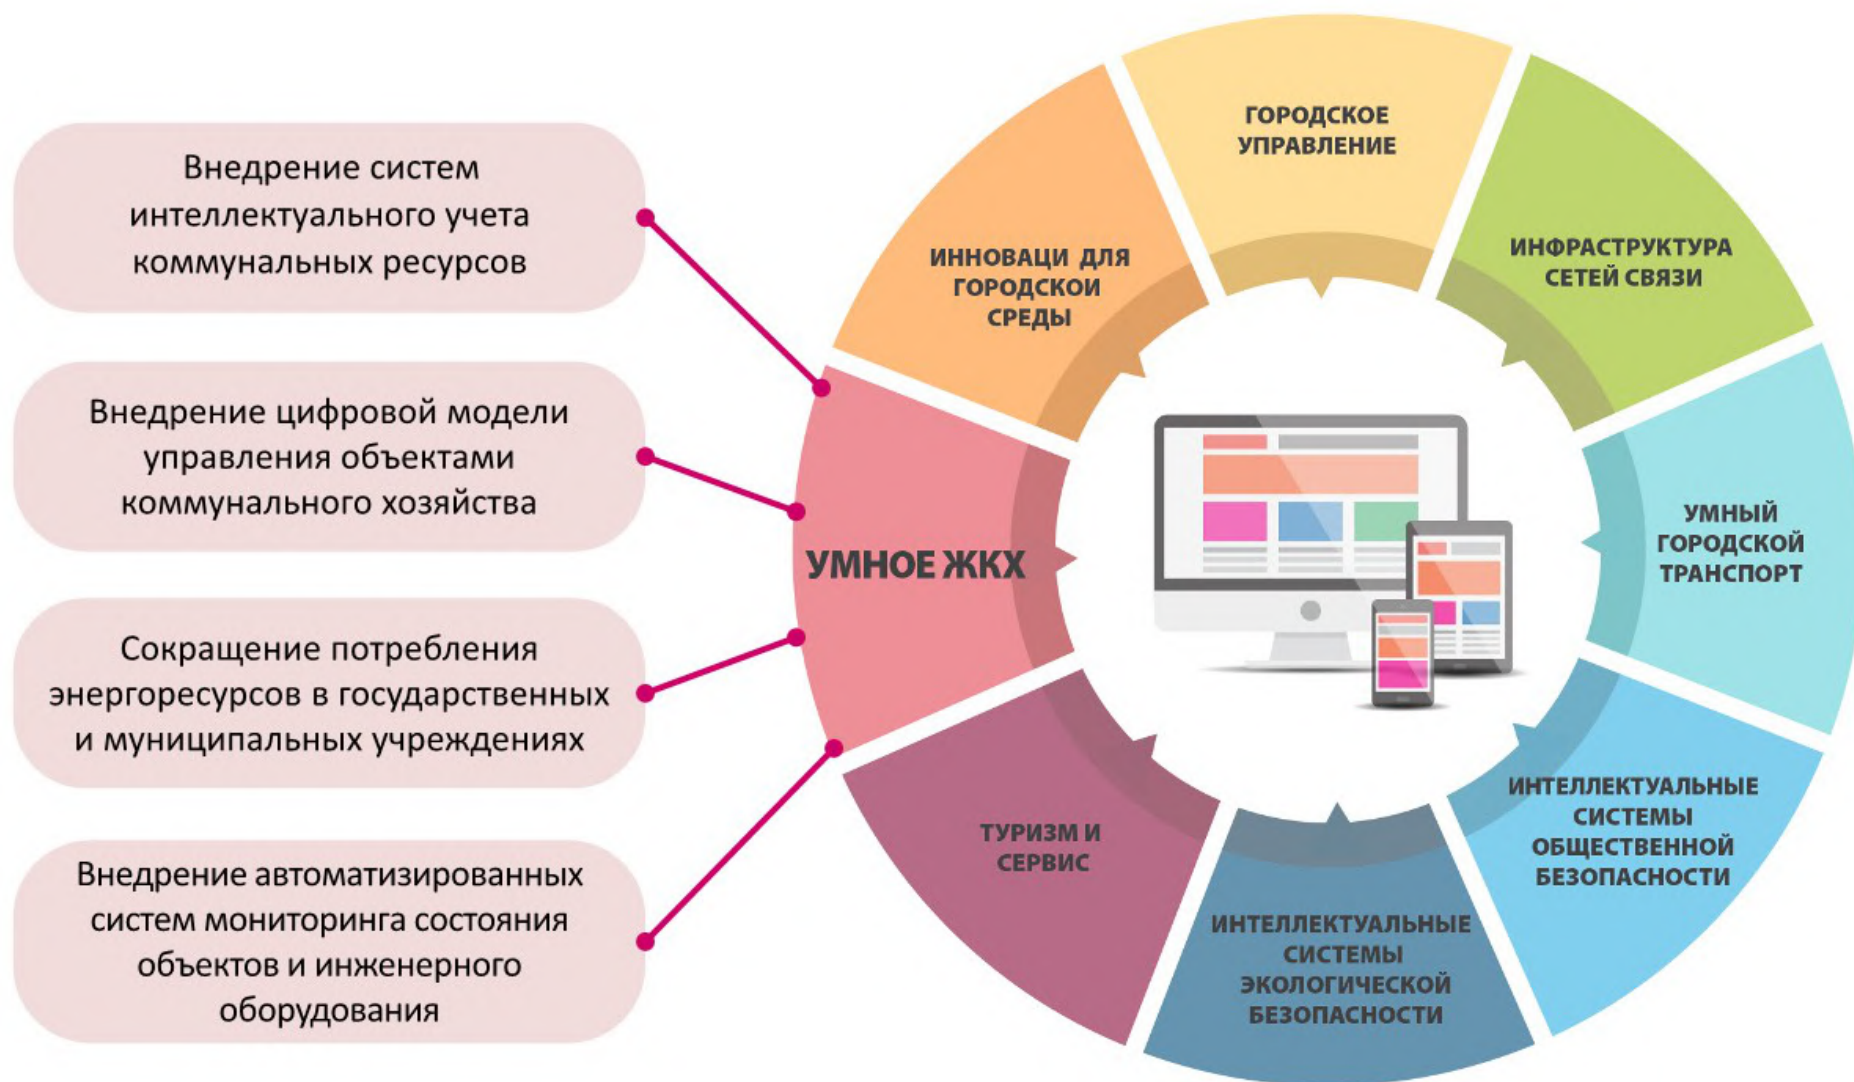 Внедрение систем
интеллектуального учета
коммунальных ресурсов
Внедрение цифровой модели
управления объектами
коммунального хозяйства
Сокращение потребления
энергоресурсов в государственных
и муниципальных учреждениях
Внедрение автоматизированных
систем мониторинга состояния
объектов и инженерного
оборудования
ГОРОДСКОЕ
УПРАВЛЕНИЕ
ИНФРАСТРУКТУРА
СЕТЕЙ СВЯЗИ
УМНЫЙ
ГОРОДСКОЙ
ТРАНСПОРТ
ИНТЕЛЛЕКТУАЛЬНЫЕ
СИСТЕМЫ
ОБЩЕСТВЕННОЙ
БЕЗОПАСНОСТИ
ИНТЕЛЛЕКТУАЛЬНЫЕ
СИСТЕМЫ
ЭКОЛОГИЧЕСКОЙ
БЕЗОПАСНОСТИ
ТУРИЗМ И
СЕРВИС
УМНОЕ ЖКХ
ИННОВАЦИ ДЛЯ
ГОРОДСКОИ
СРЕДЫ